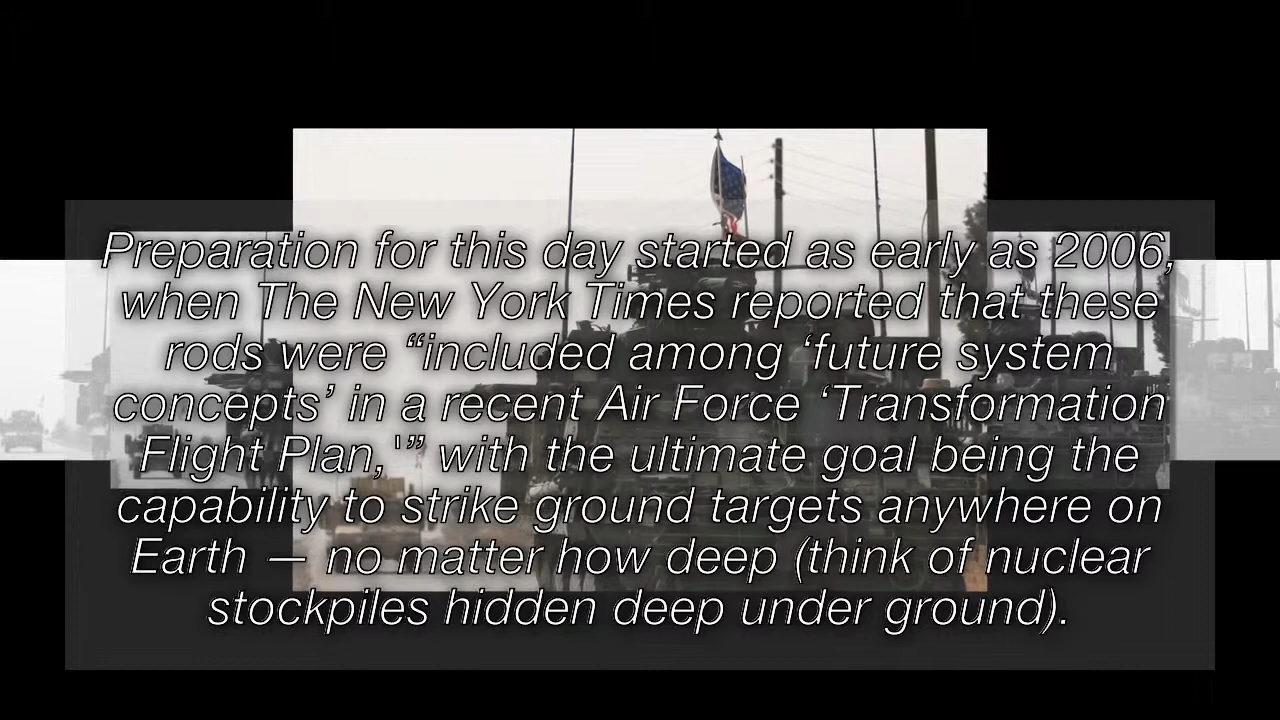 Preparation for this day started as early as 2006,
when The New York Times reported that these
rods were “included among ‘future system
concepts’ in a recent Air Force ‘Transformation
Flight Plan,'” with the ultimate goal being the
capability to strike ground targets anywhere on
Earth — no matter how deep (think of nuclear
stockpiles hidden deep under ground).